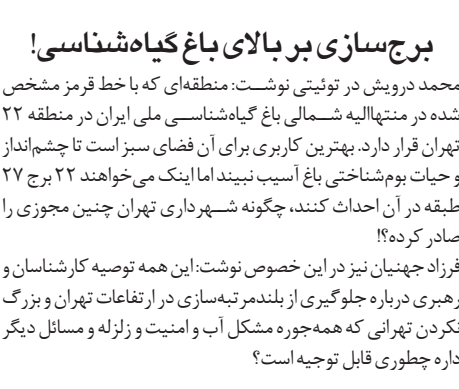 برج‌سازی بر بالای باغ گیاه‌شناسی!
محمد درویش در توئیتی نوشت: منطقه‌ای که با خط قرمز مشخص
شده در منتهاالیه شمالی باغ گیاه‌شناسی ملی ایران در منطقه ۲۲
تهران قرار دارد. بهترین کاربری برای آن فضای سبز است تا چشم‌انداز
و حیات بوم‌شناختی باغ آسیب نبیند اما اینک می‌خواهند ۲۲ برج ۲۷
طبقه در آن احداث کنند، چگونه شهرداری تهران چنین مجوزی را
صادر کرده؟!
فرزاد جهنیان نیز در این خصوص نوشت: این همه توصیه کارشناسان و
رهبری درباره جلوگیری از بلندمرتبه‌سازی در ارتفاعات تهران و بزرگ
نکردن تهرانی که همه‌جوره مشکل آب و امنیت و زلزله و مسائل دیگر
داره چطوری قابل توجیه است؟